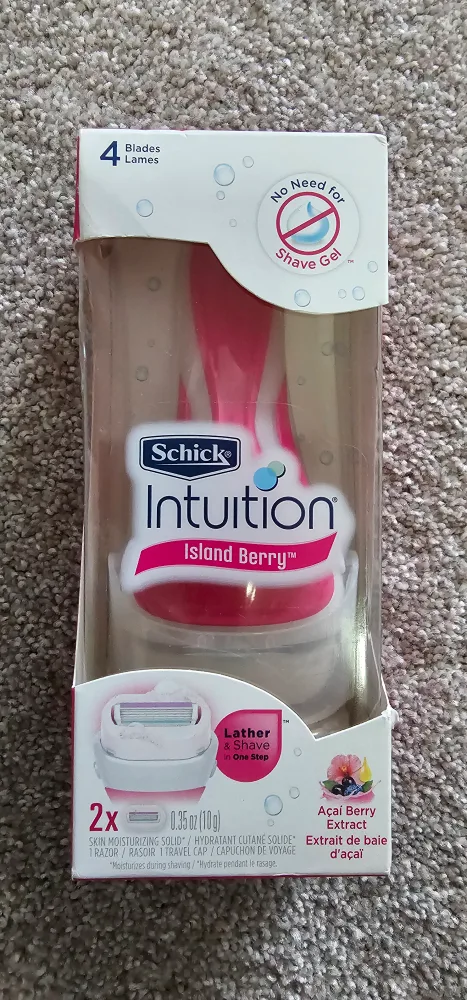 4 Blades
Lames
No Need for
Shave Gel™
Schick®
Intuition®
Island Berry™
Lather
& Shave
in One Step
™
2x
0.35 oz (10 g)
SKIN MOISTURIZING SOLID* / HYDRATANT CUTANÉ SOLIDE*
1 RAZOR / RASOIR 1 TRAVEL CAP / CAPUCHON DE VOYAGE
*Moisturizes during shaving / *Hydrate pendant le rasage.
Açaí Berry
Extract
Extrait de baie
d'açaï